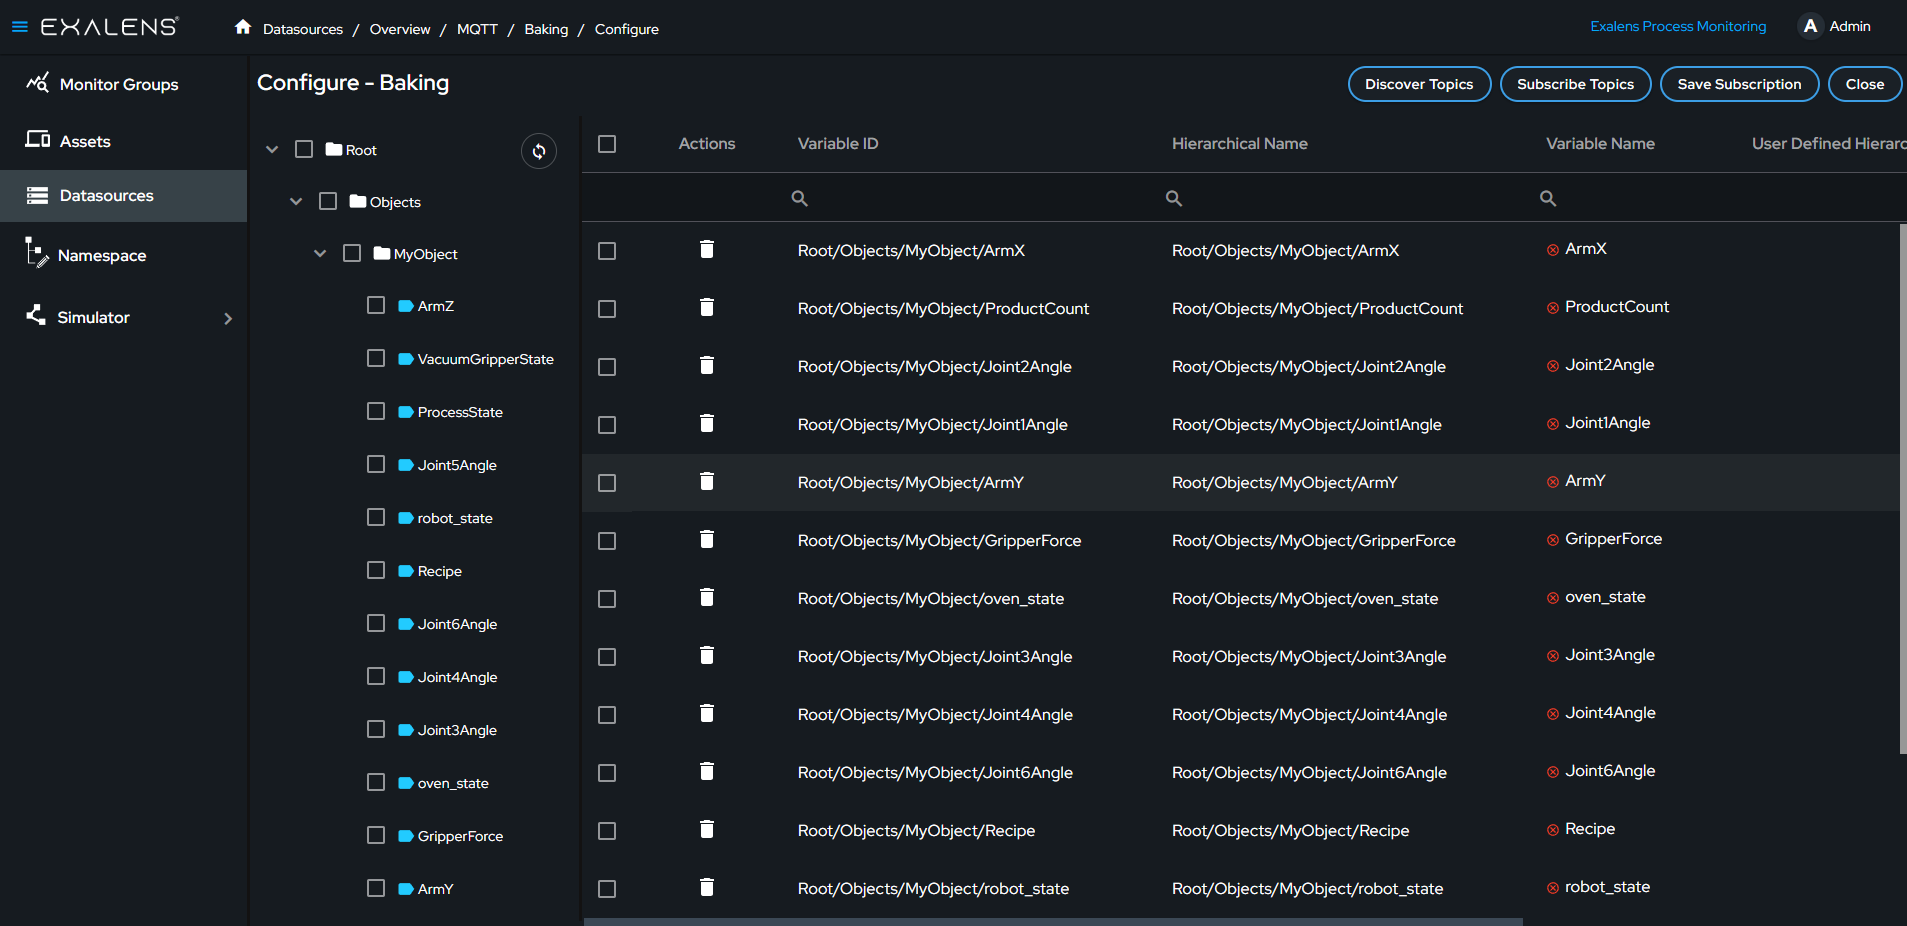 EXALENS
Datasources / Overview / MQTT / Baking / Configure
Exalens Process Monitoring
A Admin
Monitor Groups
Assets
Datasources
Namespace
Simulator
Configure - Baking
Discover Topics
Subscribe Topics
Save Subscription
Close
Root
Objects
MyObject
ArmZ
VacuumGripperState
ProcessState
Joint5Angle
robot_state
Recipe
Joint6Angle
Joint4Angle
Joint3Angle
oven_state
GripperForce
ArmY
Actions Variable ID Hierarchical Name Variable Name User Defined Hierarc
Root/Objects/MyObject/ArmX Root/Objects/MyObject/ArmX ArmX
Root/Objects/MyObject/ProductCount Root/Objects/MyObject/ProductCount ProductCount
Root/Objects/MyObject/Joint2Angle Root/Objects/MyObject/Joint2Angle Joint2Angle
Root/Objects/MyObject/Joint1Angle Root/Objects/MyObject/Joint1Angle Joint1Angle
Root/Objects/MyObject/ArmY Root/Objects/MyObject/ArmY ArmY
Root/Objects/MyObject/GripperForce Root/Objects/MyObject/GripperForce GripperForce
Root/Objects/MyObject/oven_state Root/Objects/MyObject/oven_state oven_state
Root/Objects/MyObject/Joint3Angle Root/Objects/MyObject/Joint3Angle Joint3Angle
Root/Objects/MyObject/Joint4Angle Root/Objects/MyObject/Joint4Angle Joint4Angle
Root/Objects/MyObject/Joint6Angle Root/Objects/MyObject/Joint6Angle Joint6Angle
Root/Objects/MyObject/Recipe Root/Objects/MyObject/Recipe Recipe
Root/Objects/MyObject/robot_state Root/Objects/MyObject/robot_state robot_state